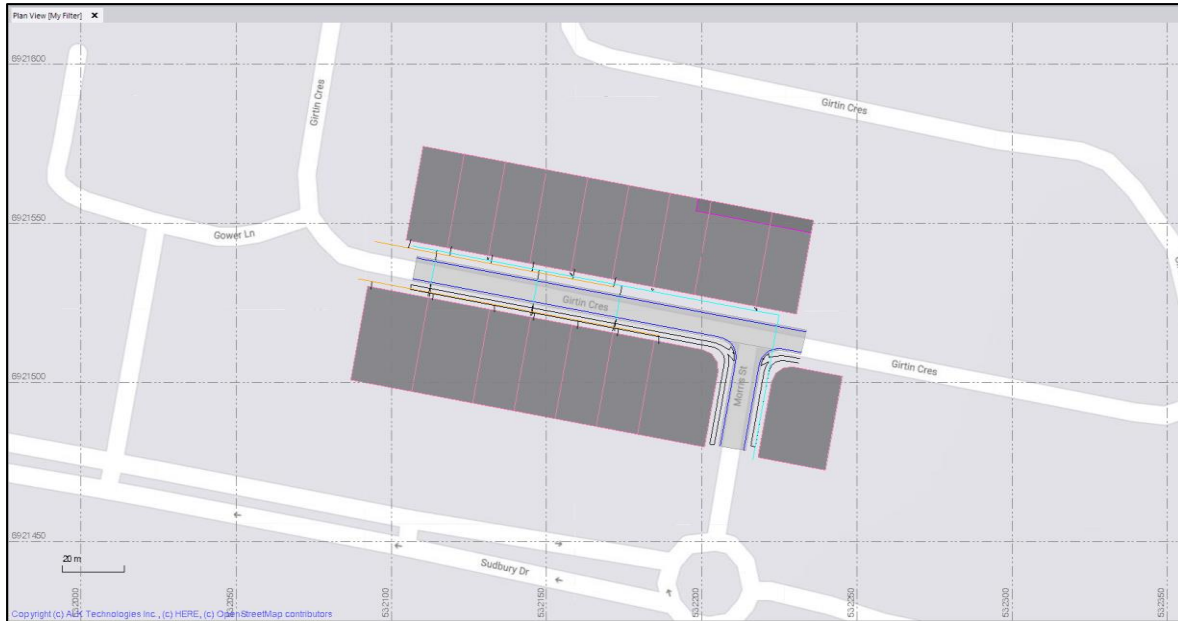 Plan View [My Filter] ✕
6921600
Girtin Cres
Girtin Cres
6921550
Gower Ln
Girtin Cres
6921500
Morris St
Girtin Cres
6921450
20 m
Sudbury Dr
532000
532050
532100
532150
532200
532250
532300
532350
Copyright (c) ALK Technologies Inc., (c) HERE, (c) OpenStreetMap contributors